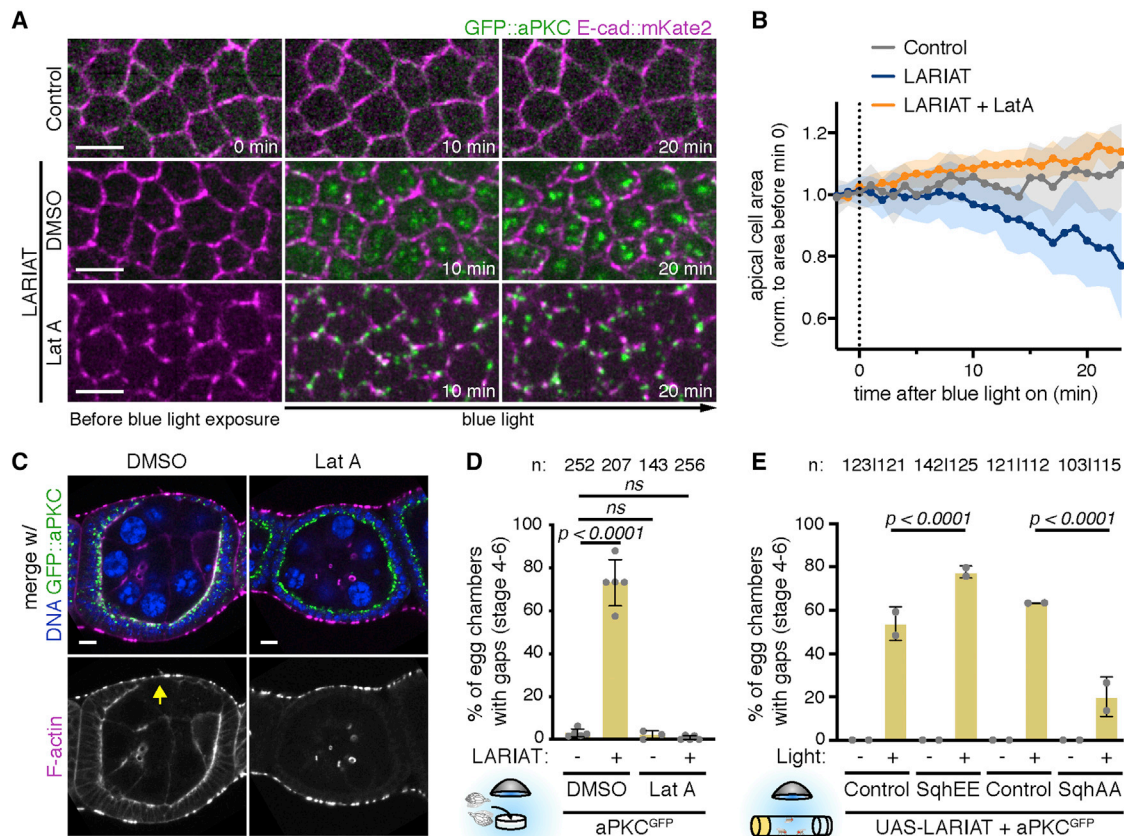 A
GFP::aPKC E-cad::mKate2
Control
0 min
10 min
20 min
LARIAT
DMSO
10 min
20 min
Lat A
10 min
20 min
Before blue light exposure
blue light
B
Control
LARIAT
LARIAT + LatA
apical cell area
(norm. to area before min 0)
1.2
1.0
0.8
0.6
0
10
20
time after blue light on (min)
C
DMSO
Lat A
merge w/
DNA GFP::aPKC
F-actin
D
n: 252 207 143 256
ns
ns
p < 0.0001
% of egg chambers
with gaps (stage 4-6)
100
80
60
40
20
0
LARIAT: - + - +
DMSO Lat A
aPKCGFP
E
n: 123|121 142|125 121|112 103|115
p < 0.0001 p < 0.0001
% of egg chambers
with gaps (stage 4-6)
100
80
60
40
20
0
Light: - + - + - + - +
Control SqhEE Control SqhAA
UAS-LARIAT + aPKCGFP